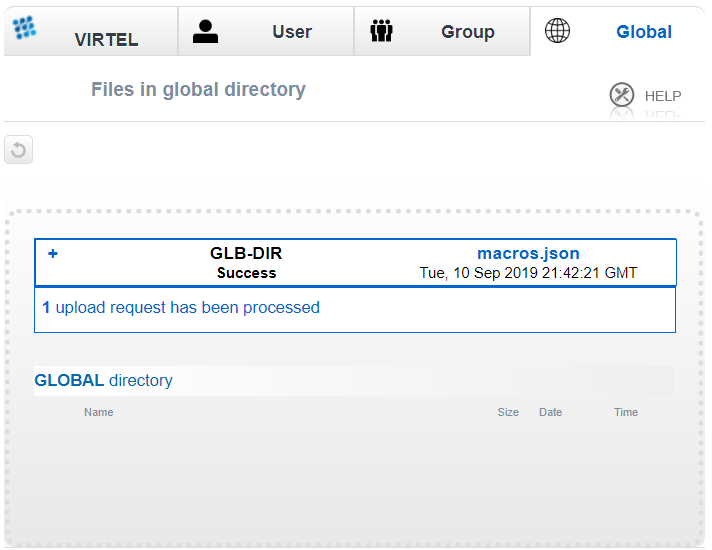 VIRTEL User Group Global
Files in global directory
HELP
+ GLB-DIR macros.json
Success Tue, 10 Sep 2019 21:42:21 GMT
1 upload request has been processed
GLOBAL directory
Name Size Date Time